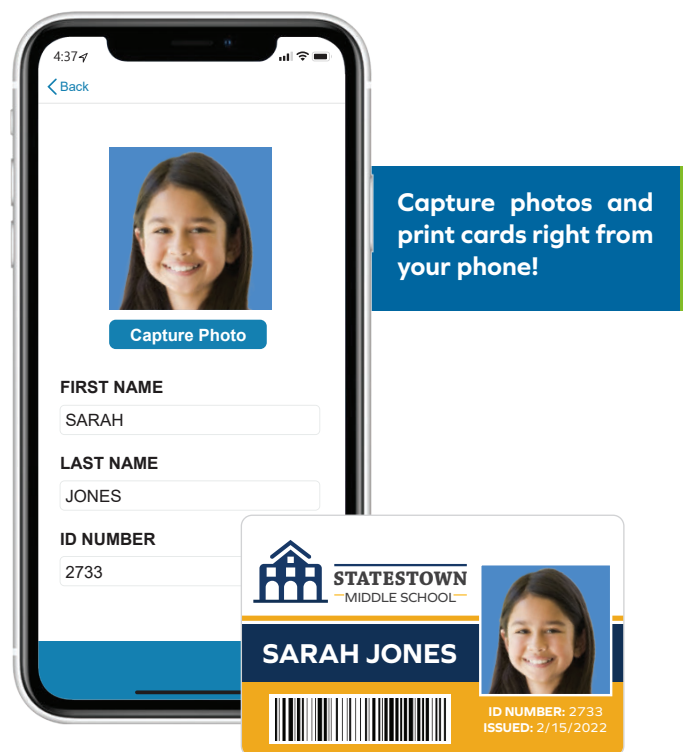 4:37
Back
Capture Photo
FIRST NAME
SARAH
LAST NAME
JONES
ID NUMBER
2733
Capture photos and
print cards right from
your phone!
STATESTOWN
MIDDLE SCHOOL
SARAH JONES
ID NUMBER: 2733
ISSUED: 2/15/2022